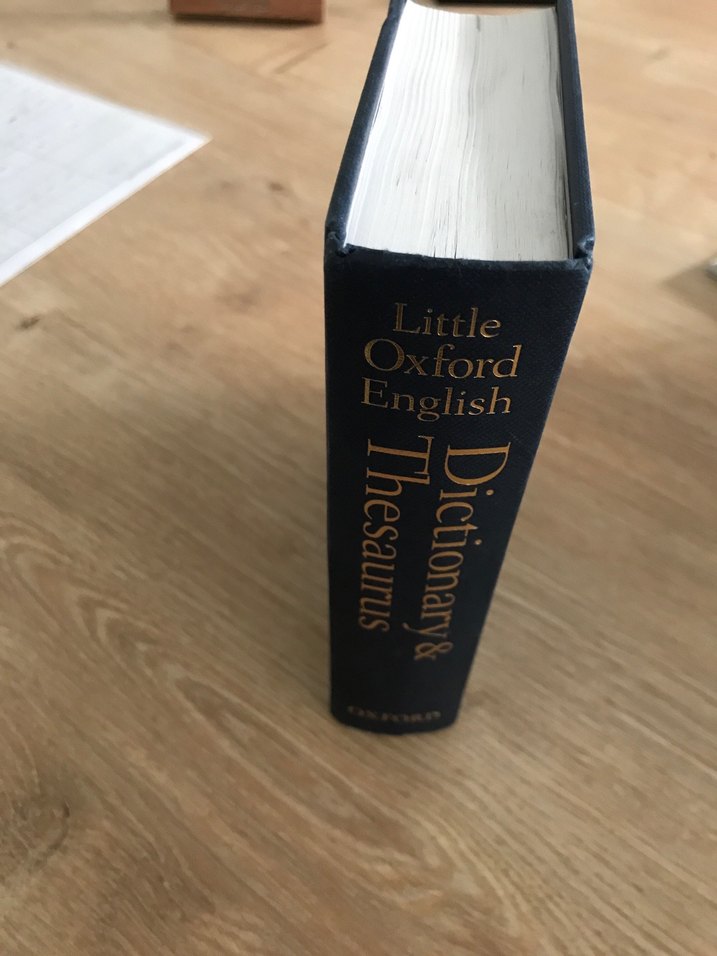 Little
Oxford
English
Dictionary &
Thesaurus
OXFORD